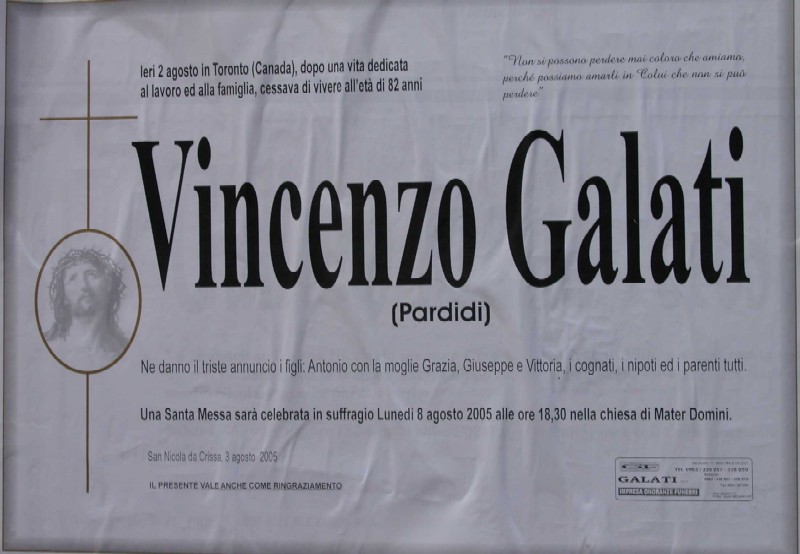 Ieri 2 agosto in Toronto (Canada), dopo una vita dedicata
al lavoro ed alla famiglia, cessava di vivere all'età di 82 anni
"Non si possono perdere mai coloro che amiamo,
perché possiamo amarli in Colui che non si può
perdere"
Vincenzo Galati
(Pardidi)
Ne danno il triste annuncio i figli: Antonio con la moglie Grazia, Giuseppe e Vittoria, i cognati, i nipoti ed i parenti tutti.
Una Santa Messa sarà celebrata in suffragio Lunedì 8 agosto 2005 alle ore 18,30 nella chiesa di Mater Domini.
San Nicola da Crissa, 3 agosto 2005
IL PRESENTE VALE ANCHE COME RINGRAZIAMENTO
GALATI
IMPRESA ONORANZE FUNEBRI